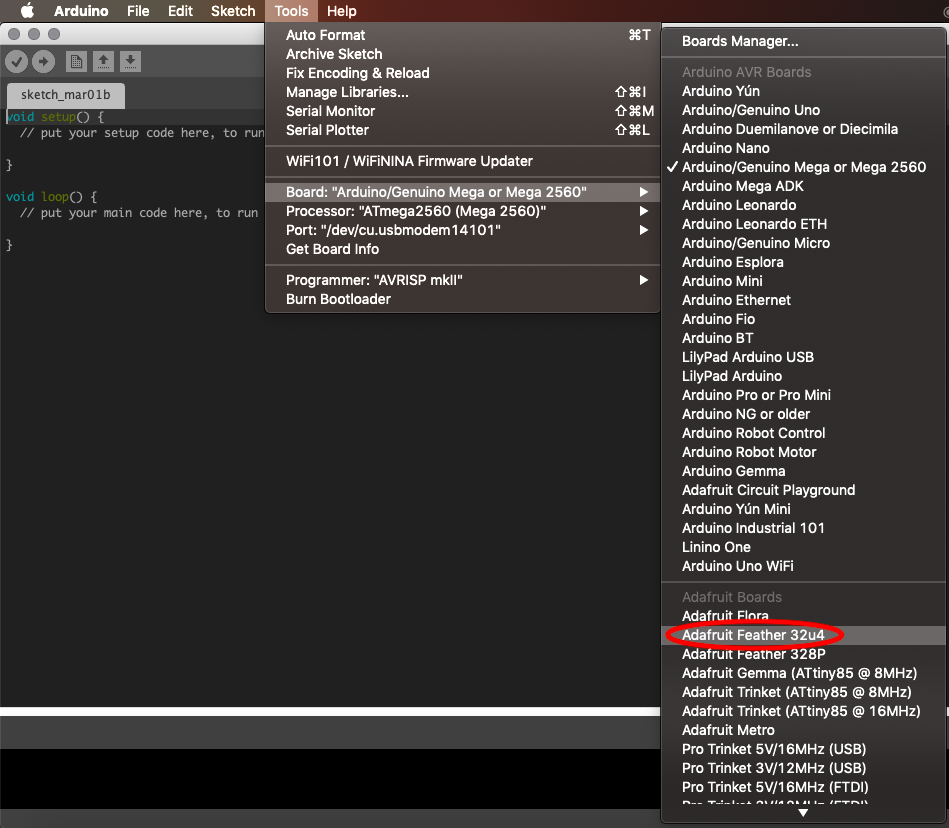 Arduino File Edit Sketch Tools Help
sketch_mar01b
void setup() {
// put your setup code here, to run
}
void loop() {
// put your main code here, to run
}
Auto Format ⌘T
Archive Sketch
Fix Encoding & Reload
Manage Libraries... ⇧⌘I
Serial Monitor ⇧⌘M
Serial Plotter ⇧⌘L
WiFi101 / WiFiNINA Firmware Updater
Board: "Arduino/Genuino Mega or Mega 2560"
Processor: "ATmega2560 (Mega 2560)"
Port: "/dev/cu.usbmodem14101"
Get Board Info
Programmer: "AVRISP mkII"
Burn Bootloader
Boards Manager...
Arduino AVR Boards
Arduino Yún
Arduino/Genuino Uno
Arduino Duemilanove or Diecimila
Arduino Nano
✓ Arduino/Genuino Mega or Mega 2560
Arduino Mega ADK
Arduino Leonardo
Arduino Leonardo ETH
Arduino/Genuino Micro
Arduino Esplora
Arduino Mini
Arduino Ethernet
Arduino Fio
Arduino BT
LilyPad Arduino USB
LilyPad Arduino
Arduino Pro or Pro Mini
Arduino NG or older
Arduino Robot Control
Arduino Robot Motor
Arduino Gemma
Adafruit Circuit Playground
Arduino Yún Mini
Arduino Industrial 101
Linino One
Arduino Uno WiFi
Adafruit Boards
Adafruit Flora
Adafruit Feather 32u4
Adafruit Feather 328P
Adafruit Gemma (ATtiny85 @ 8MHz)
Adafruit Trinket (ATtiny85 @ 8MHz)
Adafruit Trinket (ATtiny85 @ 16MHz)
Adafruit Metro
Pro Trinket 5V/16MHz (USB)
Pro Trinket 3V/12MHz (USB)
Pro Trinket 5V/16MHz (FTDI)
Pro Trinket 3V/12MHz (FTDI)